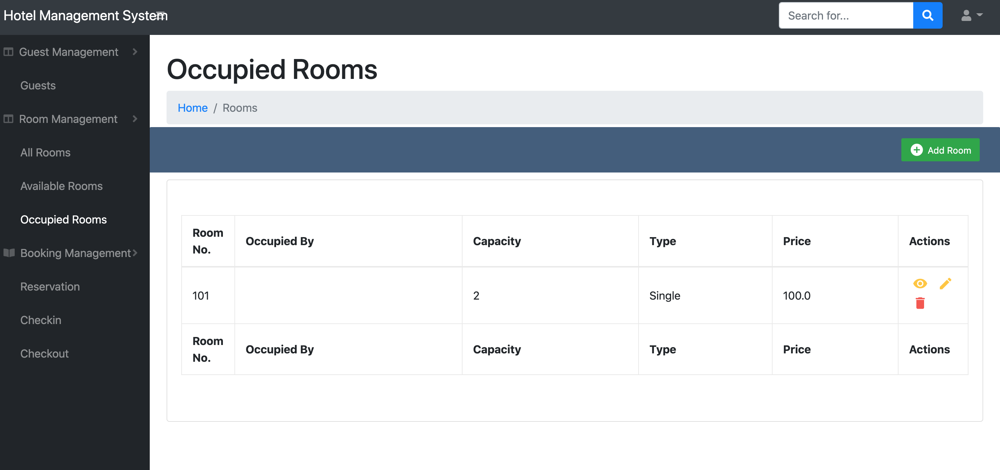 Hotel Management System
Search for...
Guest Management
Guests
Room Management
All Rooms
Available Rooms
Occupied Rooms
Booking Management
Reservation
Checkin
Checkout
Occupied Rooms
Home / Rooms
Add Room
Room No. Occupied By Capacity Type Price Actions
101 2 Single 100.0
Room No. Occupied By Capacity Type Price Actions